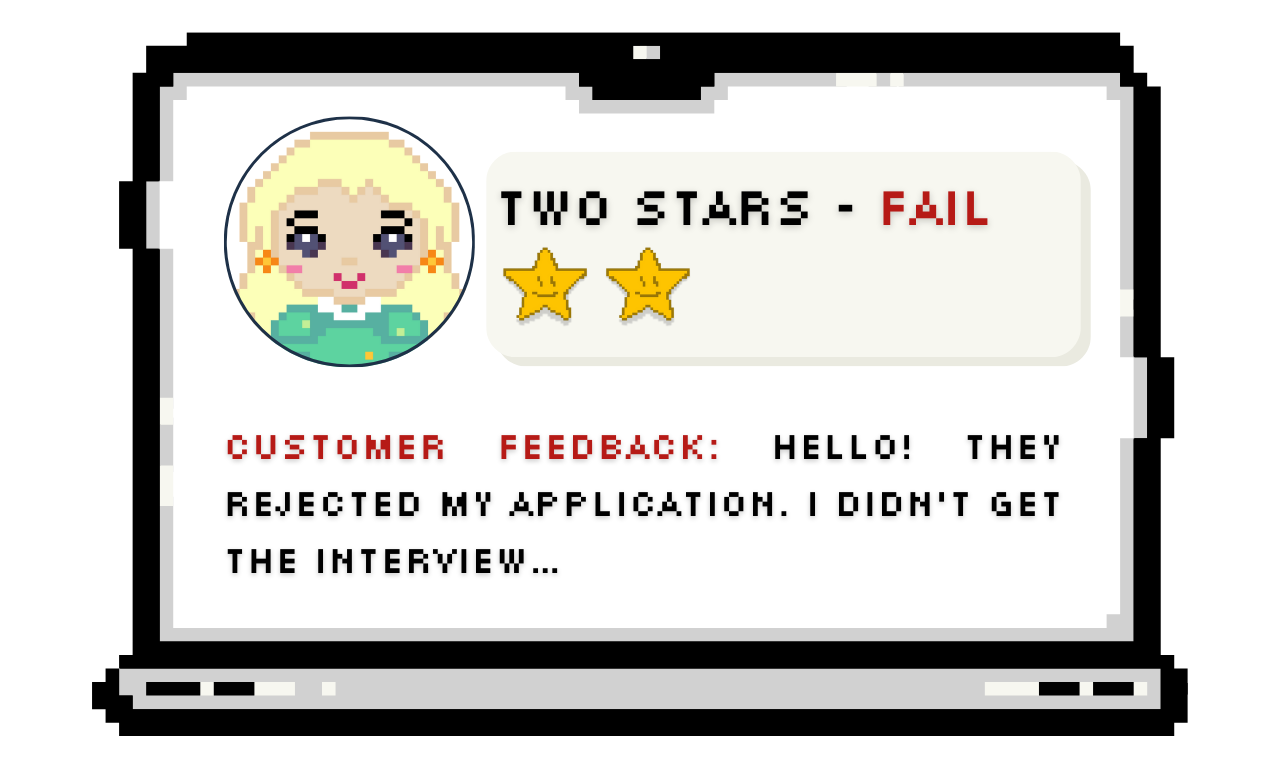 TWO STARS - FAIL
CUSTOMER FEEDBACK: HELLO! THEY
REJECTED MY APPLICATION. I DIDN'T GET
THE INTERVIEW...